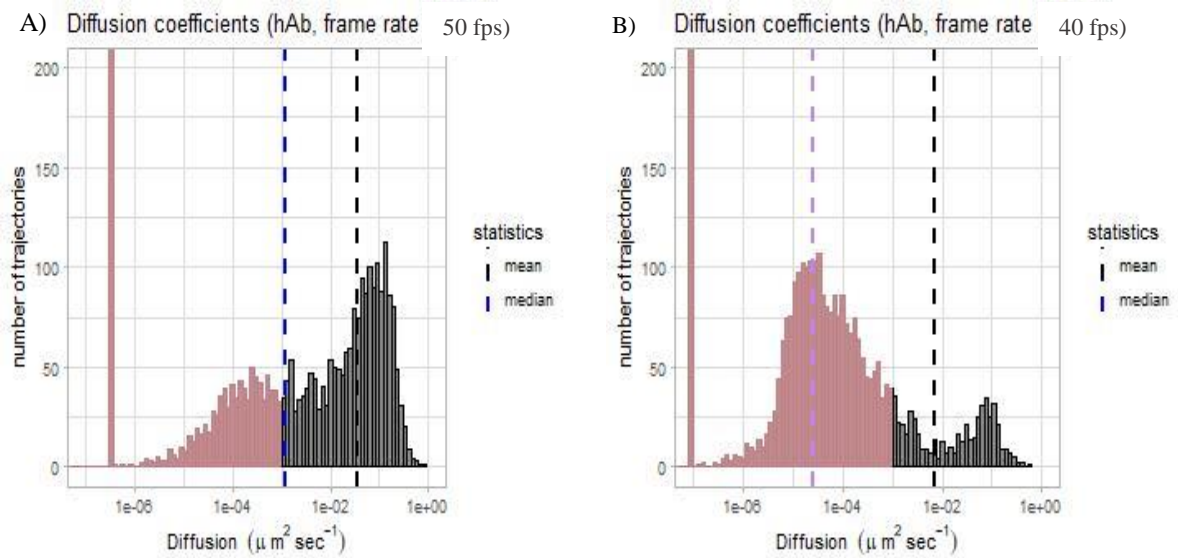 A) Diffusion coefficients (hAb, frame rate 50 fps)
200
150
100
50
0
number of trajectories
1e-06 1e-04 1e-02 1e+00
Diffusion (μ m² sec⁻¹)
statistics
mean
median
B) Diffusion coefficients (hAb, frame rate 40 fps)
200
150
100
50
0
number of trajectories
1e-06 1e-04 1e-02 1e+00
Diffusion (μ m² sec⁻¹)
statistics
mean
median